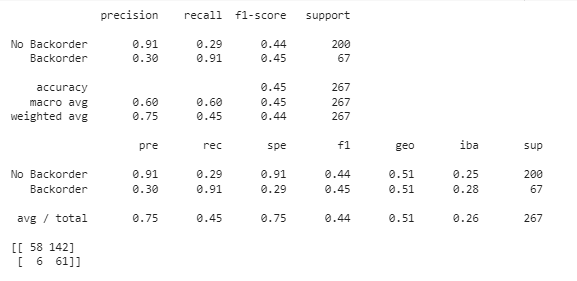 precision recall f1-score support
No Backorder 0.91 0.29 0.44 200
Backorder 0.30 0.91 0.45 67
accuracy 0.45 267
macro avg 0.60 0.60 0.45 267
weighted avg 0.75 0.45 0.44 267
pre rec spe f1 geo iba sup
No Backorder 0.91 0.29 0.91 0.44 0.51 0.25 200
Backorder 0.30 0.91 0.29 0.45 0.51 0.28 67
avg / total 0.75 0.45 0.75 0.44 0.51 0.26 267
[[ 58 142]
[ 6 61]]